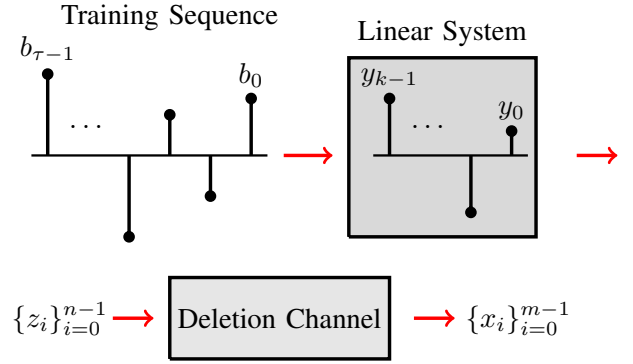 Training Sequence
Linear System
b_{τ−1} ... b_0
y_{k−1} ... y_0
{z_i}_{i=0}^{n−1} Deletion Channel {x_i}_{i=0}^{m−1}